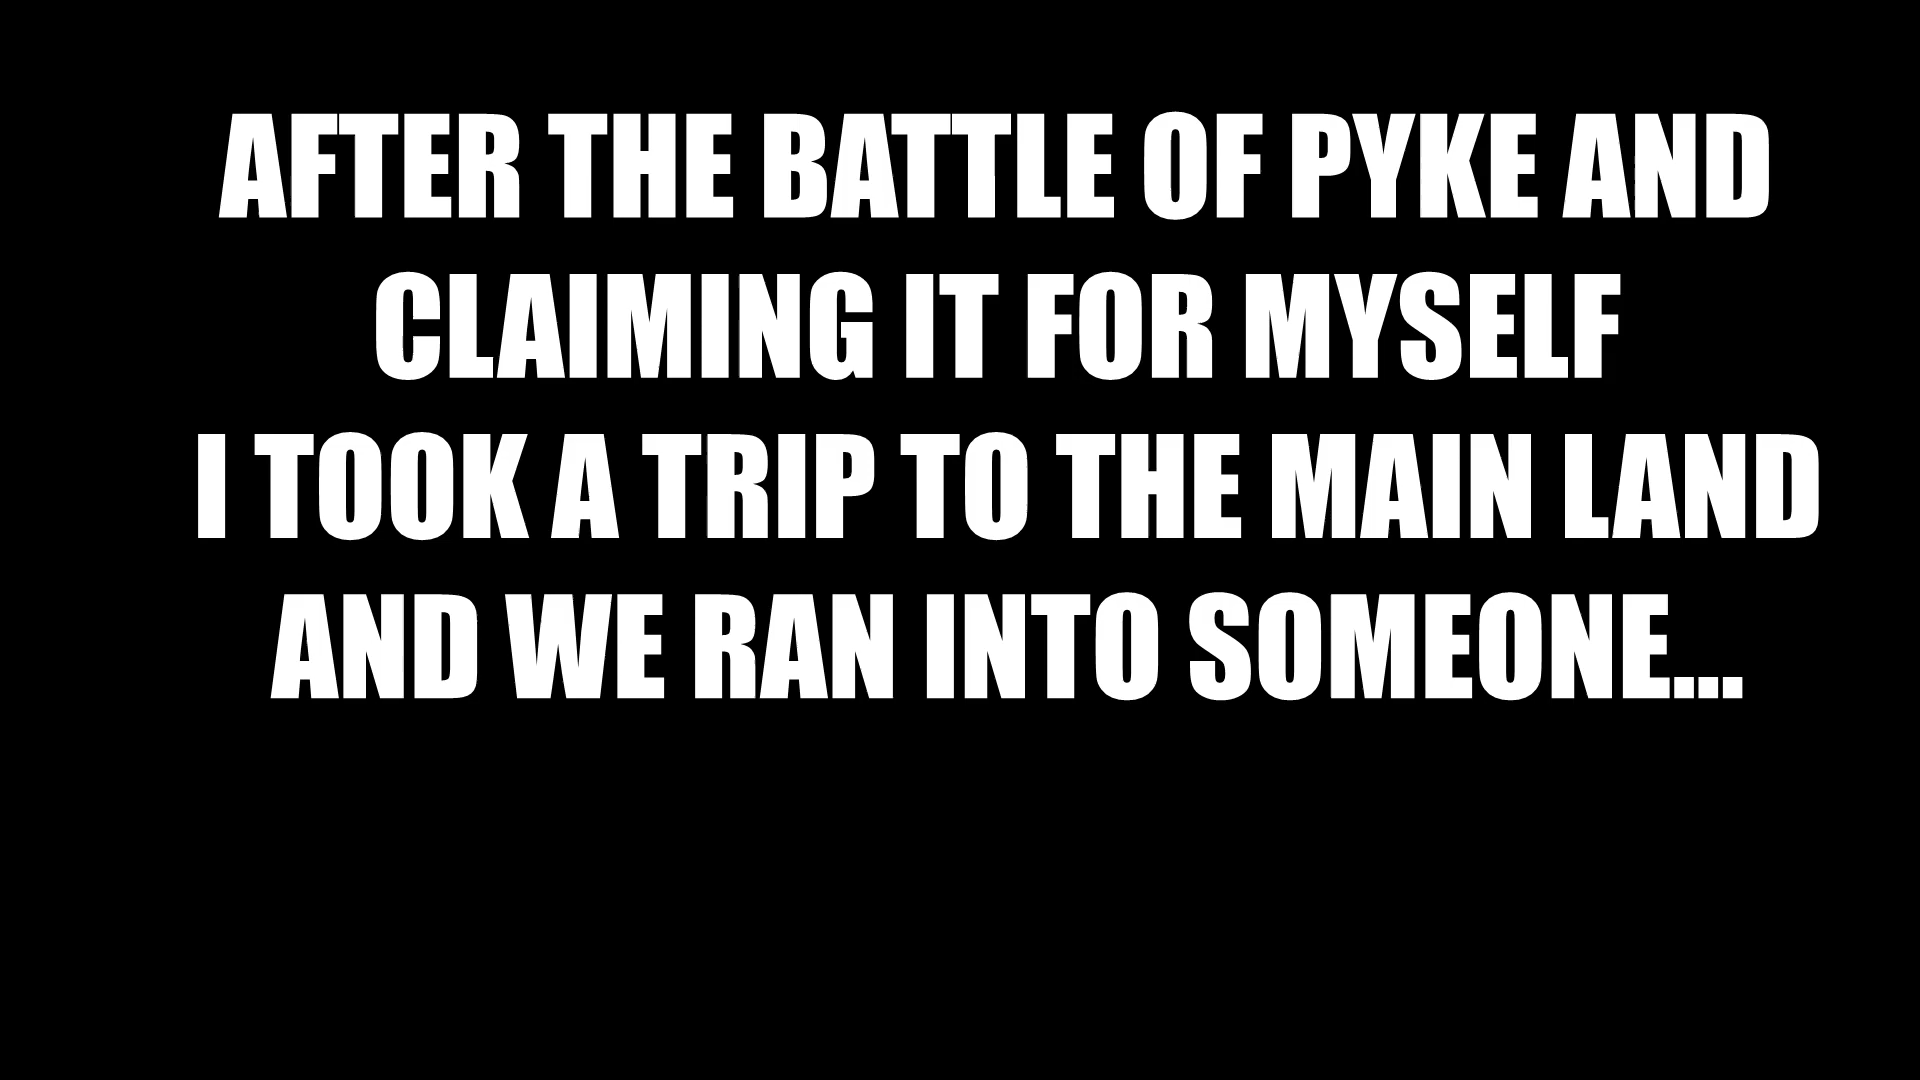 AFTER THE BATTLE OF PYKE AND
CLAIMING IT FOR MYSELF
I TOOK A TRIP TO THE MAIN LAND
AND WE RAN INTO SOMEONE...